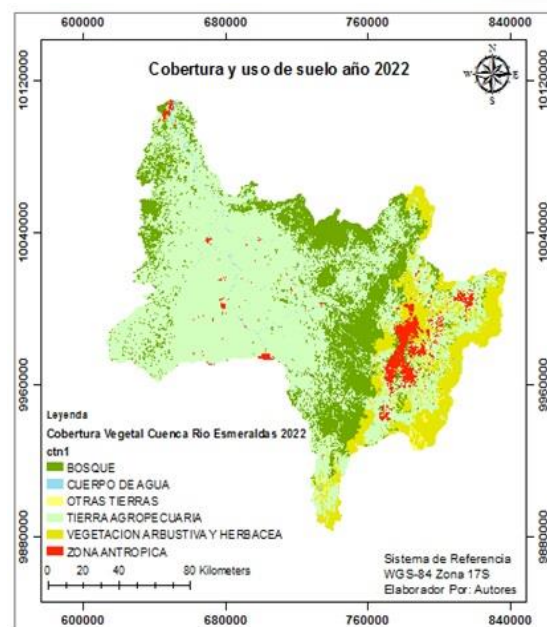 600000 680000 760000 840000
Cobertura y uso de suelo año 2022
N
W E
S
10120000 10120000
10040000 10040000
9960000 9960000
9880000 9880000
Leyenda
Cobertura Vegetal Cuenca Rio Esmeraldas 2022
ctn1
BOSQUE
CUERPO DE AGUA
OTRAS TIERRAS
TIERRA AGROPECUARIA
VEGETACION ARBUSTIVA Y HERBACEA
ZONA ANTROPICA
0 20 40 80 Kilometers
Sistema de Referencia
WGS-84 Zona 17S
Elaborador Por: Autores
600000 680000 760000 840000